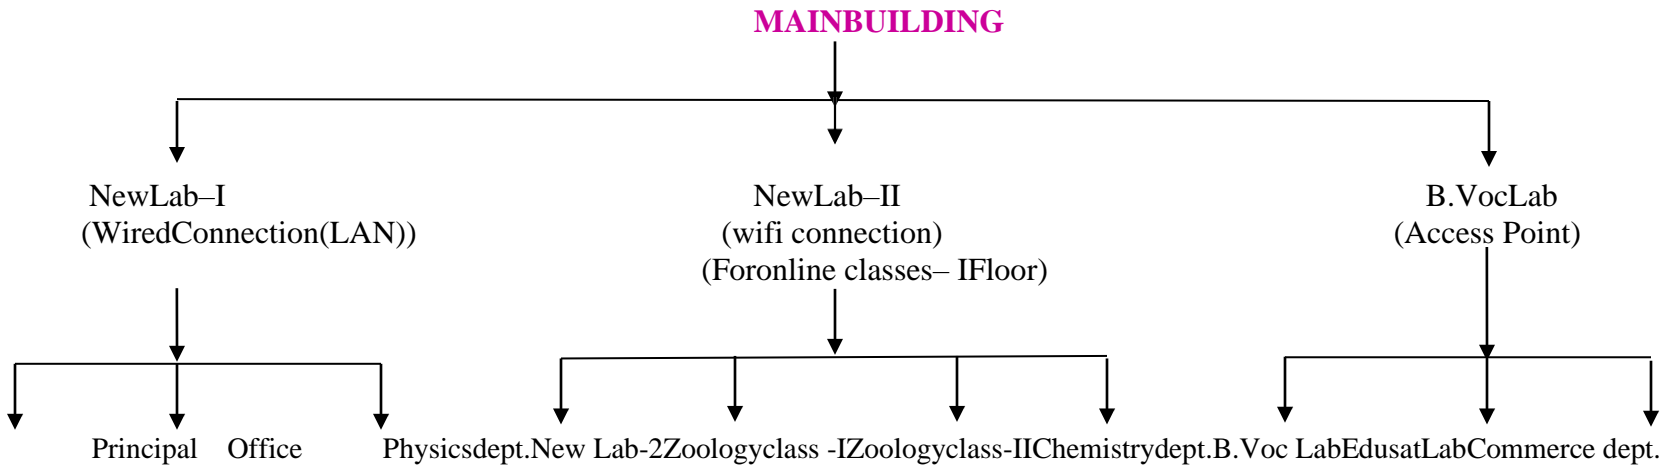 MAINBUILDING
NewLab–I NewLab–II B.VocLab
(WiredConnection(LAN)) (wifi connection) (Access Point)
(Foronline classes– IFloor)
Principal Office Physicsdept.New Lab-2Zoologyclass -IZoologyclass-IIChemistrydept.B.Voc LabEdusatLabCommerce dept.